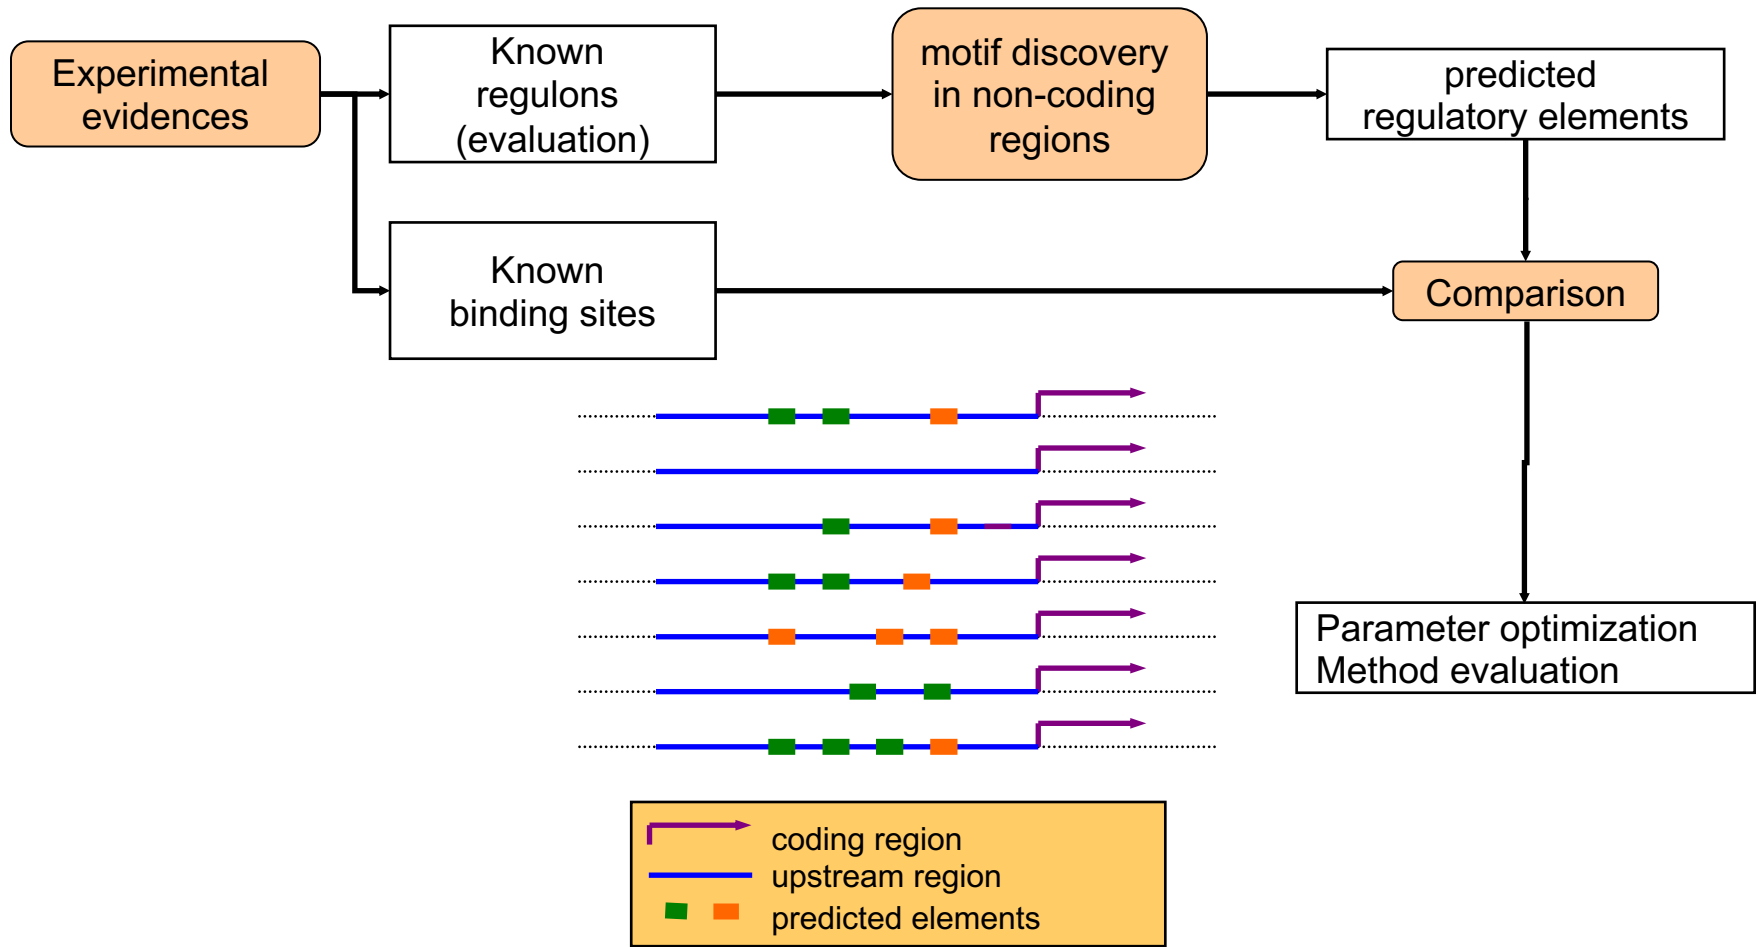 Experimental
evidences
Known
regulons
(evaluation)
motif discovery
in non-coding
regions
predicted
regulatory elements
Known
binding sites
Comparison
Parameter optimization
Method evaluation
coding region
upstream region
predicted elements